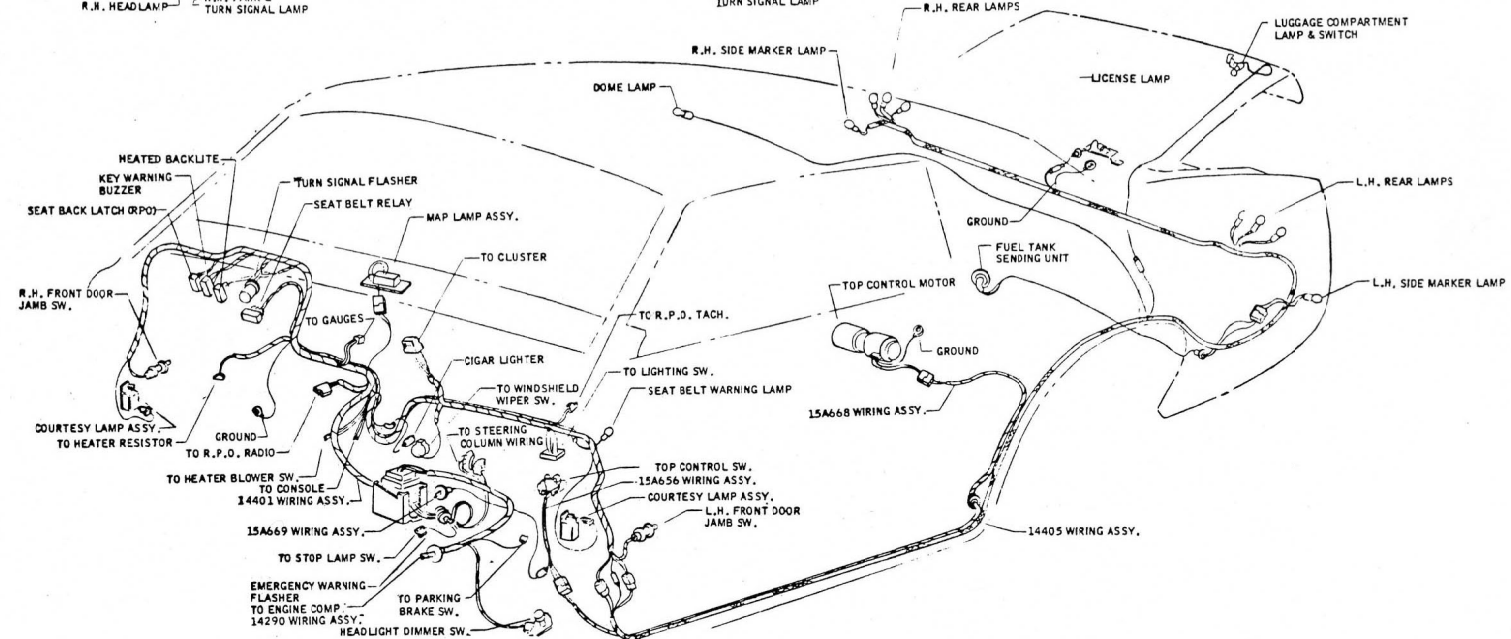 R.H. HEADLAMP
TURN SIGNAL LAMP
TURN SIGNAL LAMP
R.H. REAR LAMPS
LUGGAGE COMPARTMENT
LAMP & SWITCH
R.H. SIDE MARKER LAMP
LICENSE LAMP
DOME LAMP
HEATED BACKLITE
KEY WARNING
BUZZER
TURN SIGNAL FLASHER
SEAT BACK LATCH (RPO)
SEAT BELT RELAY
MAP LAMP ASSY.
L.H. REAR LAMPS
GROUND
TO CLUSTER
FUEL TANK
SENDING UNIT
R.H. FRONT DOOR
JAMB SW.
TOP CONTROL MOTOR
L.H. SIDE MARKER LAMP
TO GAUGES
TO R.P.O. TACH.
GROUND
CIGAR LIGHTER
TO LIGHTING SW.
TO WINDSHIELD
WIPER SW.
SEAT BELT WARNING LAMP
15A668 WIRING ASSY.
COURTESY LAMP ASSY.
TO HEATER RESISTOR
GROUND
TO R.P.O. RADIO
TO STEERING
COLUMN WIRING
TO HEATER BLOWER SW.
TO CONSOLE
14401 WIRING ASSY.
TOP CONTROL SW.
15A656 WIRING ASSY.
COURTESY LAMP ASSY.
L.H. FRONT DOOR
JAMB SW.
15A669 WIRING ASSY.
14405 WIRING ASSY.
TO STOP LAMP SW.
EMERGENCY WARNING
FLASHER
TO ENGINE COMP.
14290 WIRING ASSY.
TO PARKING
BRAKE SW.
HEADLIGHT DIMMER SW.